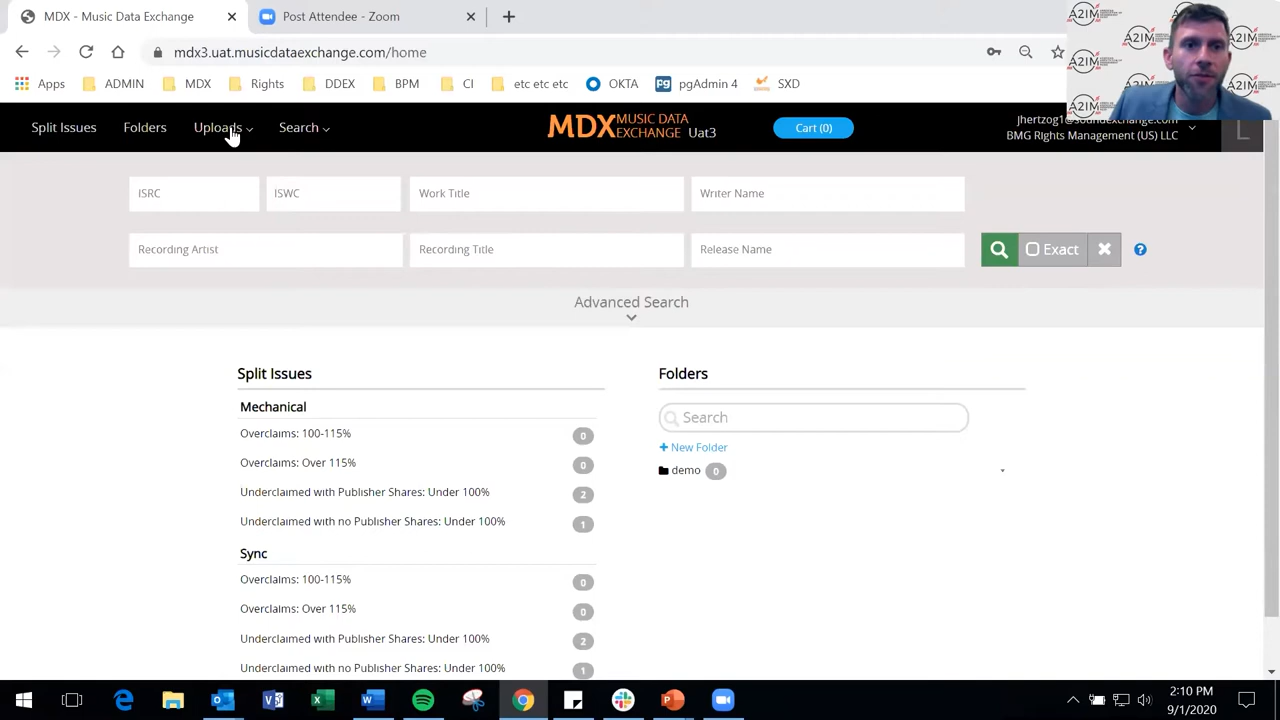 MDX - Music Data Exchange
Post Attendee - Zoom
mdx3.uat.musicdataexchange.com/home
Apps ADMIN MDX Rights DDEX PJPM CI etc etc etc OKTA pgAdmin 4 SXD
Split Issues Folders Uploads Search MDX MUSIC DATA EXCHANGE Uat3 Cart (0)
jhertzog1@soundexchange.com
BMG Rights Management (US) LLC
L
A2IM
ISRC ISWC Work Title Writer Name
Recording Artist Recording Title Release Name Exact
Advanced Search
Split Issues
Mechanical
Overclaims: 100-115% 0
Overclaims: Over 115% 0
Underclaimed with Publisher Shares: Under 100% 2
Underclaimed with no Publisher Shares: Under 100% 1
Sync
Overclaims: 100-115% 0
Overclaims: Over 115% 0
Underclaimed with Publisher Shares: Under 100% 2
Underclaimed with no Publisher Shares: Under 100% 1
Folders
Search
+ New Folder
demo 0
2:10 PM
9/1/2020